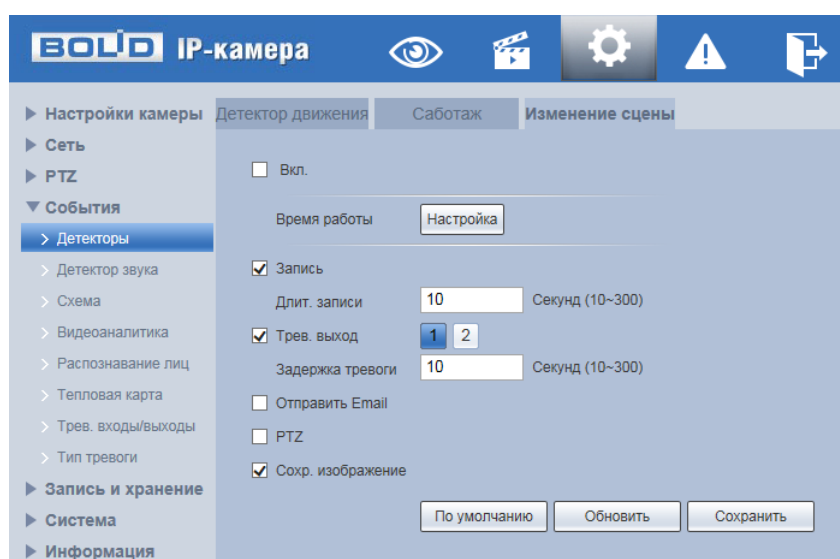 BOLID IP-камера
Настройки камеры
Сеть
PTZ
События
Детекторы
Детектор звука
Схема
Видеоаналитика
Распознавание лиц
Тепловая карта
Трев. входы/выходы
Тип тревоги
Запись и хранение
Система
Информация
Детектор движения Саботаж Изменение сцены
Вкл.
Время работы Настройка
Запись
Длит. записи 10 Секунд (10~300)
Трев. выход 1 2
Задержка тревоги 10 Секунд (10~300)
Отправить Email
PTZ
Сохр. изображение
По умолчанию Обновить Сохранить